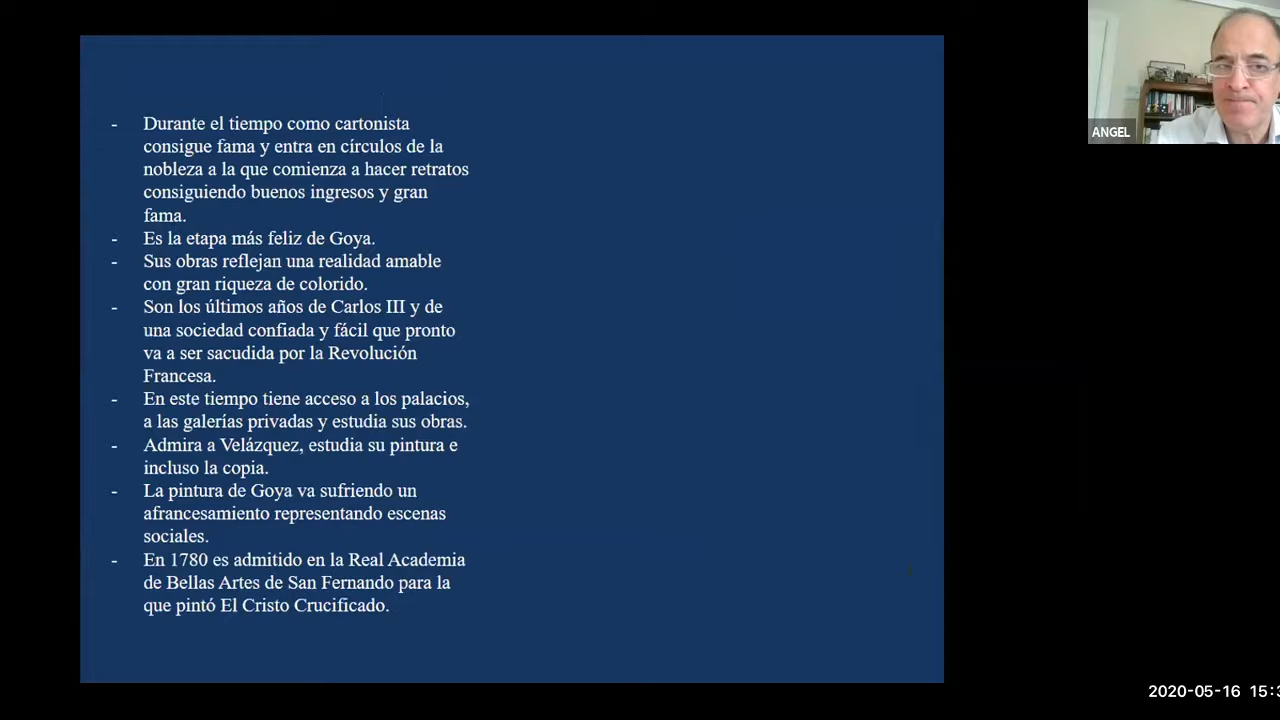 - Durante el tiempo como cartonista
consigue fama y entra en círculos de la
nobleza a la que comienza a hacer retratos
consiguiendo buenos ingresos y gran
fama.
- Es la etapa más feliz de Goya.
- Sus obras reflejan una realidad amable
con gran riqueza de colorido.
- Son los últimos años de Carlos III y de
una sociedad confiada y fácil que pronto
va a ser sacudida por la Revolución
Francesa.
- En este tiempo tiene acceso a los palacios,
a las galerías privadas y estudia sus obras.
- Admira a Velázquez, estudia su pintura e
incluso la copia.
- La pintura de Goya va sufriendo un
afrancesamiento representando escenas
sociales.
- En 1780 es admitido en la Real Academia
de Bellas Artes de San Fernando para la
que pintó El Cristo Crucificado.
ANGEL
2020-05-16